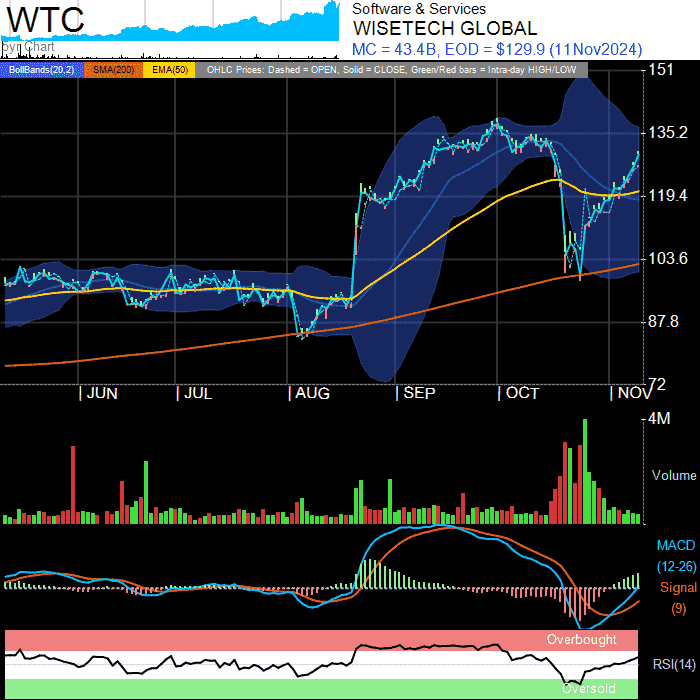 WTC
byn Chart
Software & Services
WISETECH GLOBAL
MC = 43.4B, EOD = $129.9 (11Nov2024)
BollBands(20,2) SMA(200) EMA(50) OHLC Prices: Dashed = OPEN, Solid = CLOSE, Green/Red bars = Intra-day HIGH/LOW
151
135.2
119.4
103.6
87.8
72
JUN JUL AUG SEP OCT NOV
4M
Volume
MACD
(12-26)
Signal
(9)
Overbought
RSI(14)
Oversold